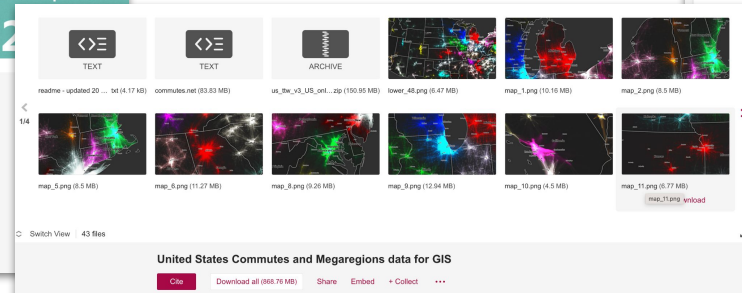 2
TEXT TEXT ARCHIVE
readme - updated 20 ... txt (4.17 kB) commutes.net (83.83 MB) us_ttw_v3_US_onl...zip (150.95 MB) lower_48.png (6.47 MB) map_1.png (10.16 MB) map_2.png (8.5 MB)
1/4
map_5.png (8.5 MB) map_6.png (11.27 MB) map_8.png (9.26 MB) map_9.png (12.94 MB) map_10.png (4.5 MB) map_11.png (6.77 MB)
map_11.png wnload
Switch View 43 files
United States Commutes and Megaregions data for GIS
Cite Download all (868.76 MB) Share Embed + Collect •••